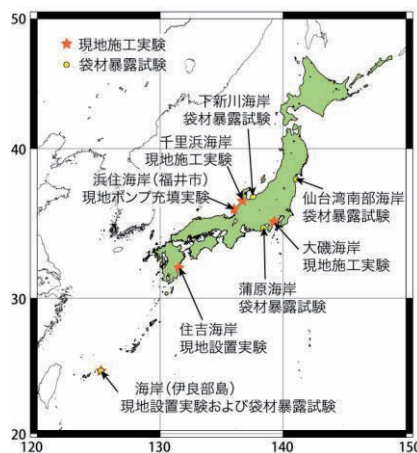 50
★ 現地施工実験
● 袋材暴露試験
下新川海岸
袋材暴露試験
40
千里浜海岸
現地施工実験
浜住海岸(福井市)
現地ポンプ充填実験
仙台湾南部海岸
袋材暴露試験
大磯海岸
現地施工実験
蒲原海岸
袋材暴露試験
30
住吉海岸
現地設置実験
海岸(伊良部島)
現地設置実験および袋材暴露試験
20
120
130
140
150